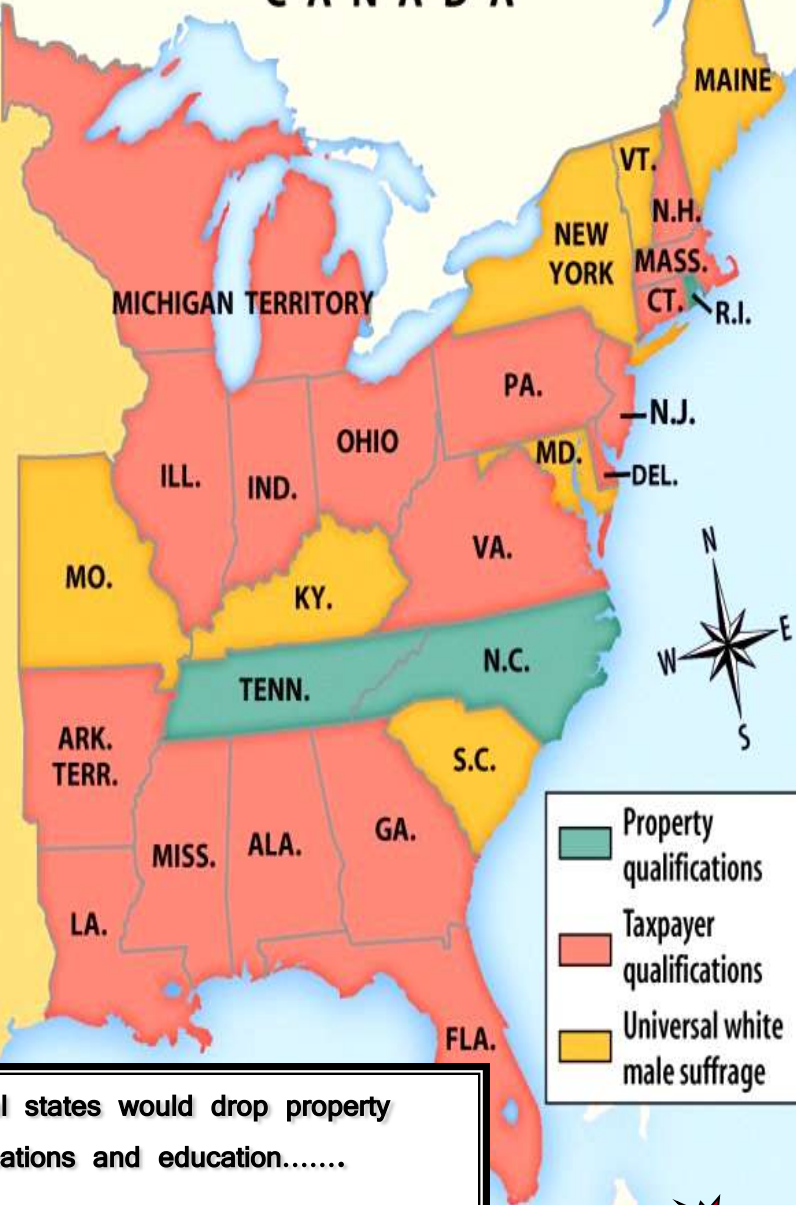 CANADA
MAINE
VT.
N.H.
NEW
YORK
MASS.
CT.
R.I.
MICHIGAN TERRITORY
PA.
N.J.
OHIO
MD.
ILL.
IND.
DEL.
VA.
MO.
KY.
N
E
W
S
N.C.
TENN.
ARK.
TERR.
S.C.
GA.
ALA.
MISS.
LA.
FLA.
Property
qualifications
Taxpayer
qualifications
Universal white
male suffrage
states would drop property
and education…….